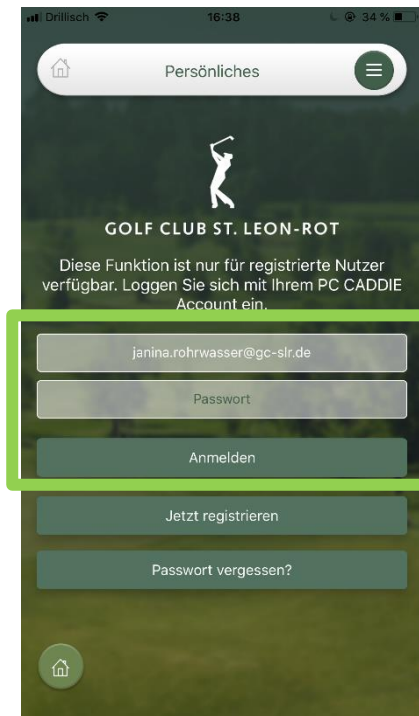 Drillisch 16:38 34 %
Persönliches
GOLF CLUB ST. LEON-ROT
Diese Funktion ist nur für registrierte Nutzer
verfügbar. Loggen Sie sich mit Ihrem PC CADDIE
Account ein.
janina.rohrwasser@gc-slr.de
Passwort
Anmelden
Jetzt registrieren
Passwort vergessen?